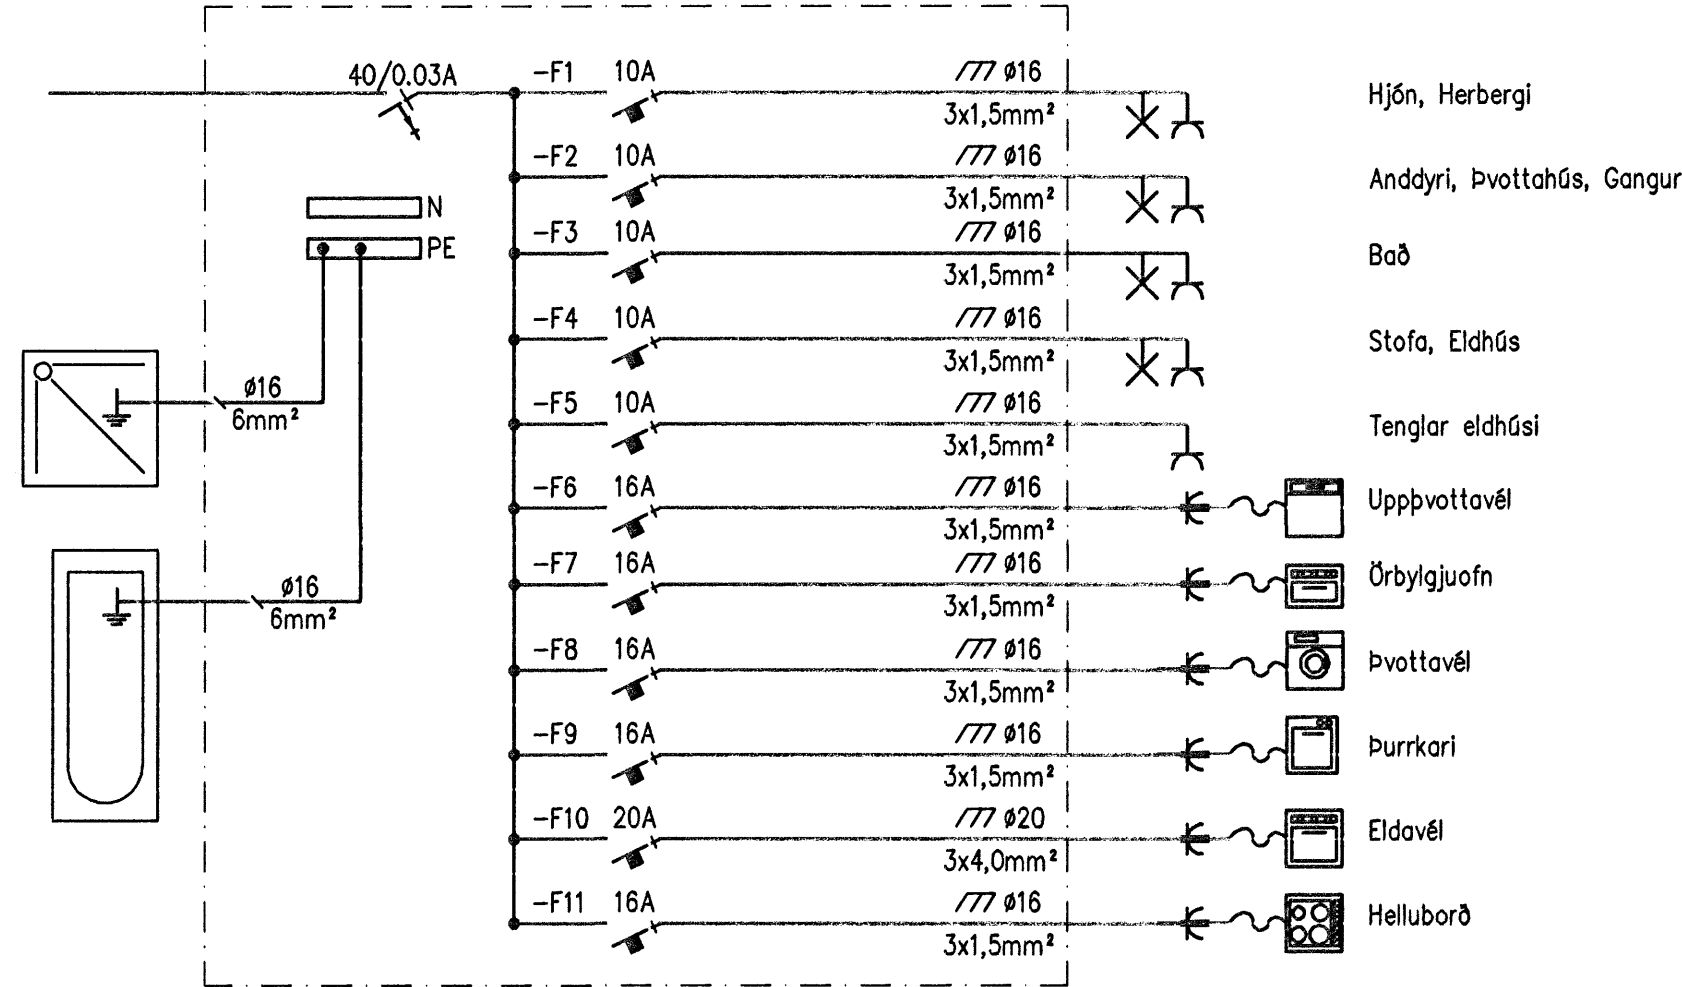 40/0.03A
-F1 10A ø16
3x1,5mm²
Hjón, Herbergi
-F2 10A ø16
3x1,5mm²
Anddyri, Þvottahús, Gangur
N
-F3 10A ø16
3x1,5mm²
Bað
PE
-F4 10A ø16
3x1,5mm²
Stofa, Eldhús
ø16
6mm²
-F5 10A ø16
3x1,5mm²
Tenglar eldhúsi
-F6 16A ø16
3x1,5mm²
Uppþvottavél
-F7 16A ø16
3x1,5mm²
Örbylgjuofn
ø16
6mm²
-F8 16A ø16
3x1,5mm²
Þvottavél
-F9 16A ø16
3x1,5mm²
Þurrkari
-F10 20A ø20
3x4,0mm²
Eldavél
-F11 16A ø16
3x1,5mm²
Helluborð